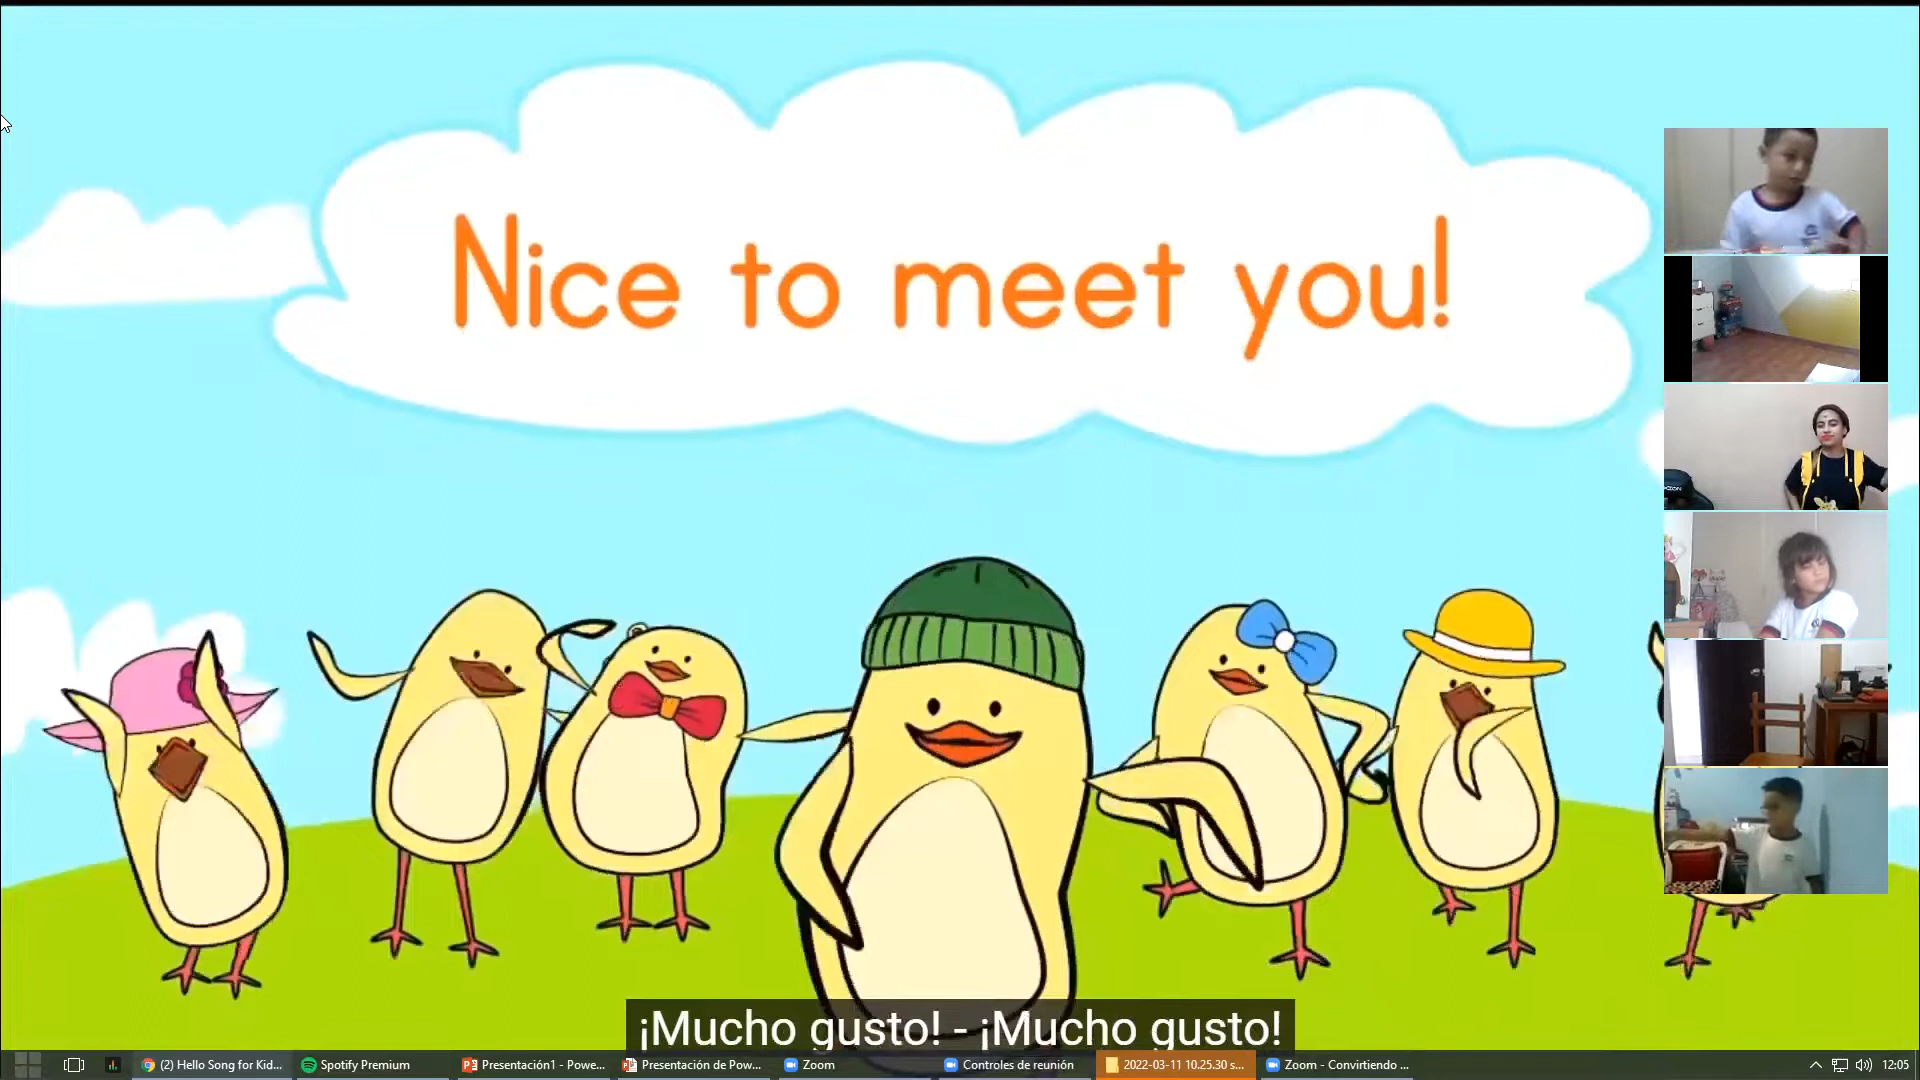 Nice to meet you!
¡Mucho gusto! - ¡Mucho gusto!
(2) Hello Song for Kid...
Spotify Premium
Presentación1 - Powe...
Presentación de Pow...
Zoom
Controles de reunión
2022-03-11 10.25.30 s...
Zoom - Convirtiendo ...
12:05